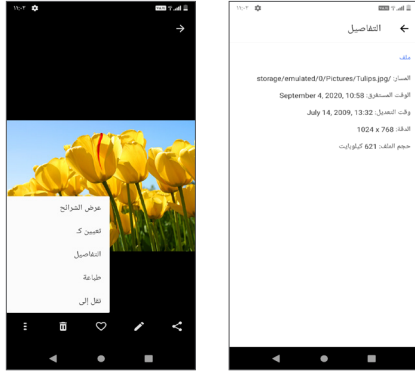 ١١:٠٣
عرض الشرائح
تعيين كـ
التفاصيل
طباعة
نقل إلى
١١:٠٣
التفاصيل
ملف
المسار: /storage/emulated/0/Pictures/Tulips.jpg
الوقت المستغرق: September 4, 2020, 10:58
وقت التعديل: July 14, 2009, 13:32
الدقة: 1024 x 768
حجم الملف: 621 كيلوبايت